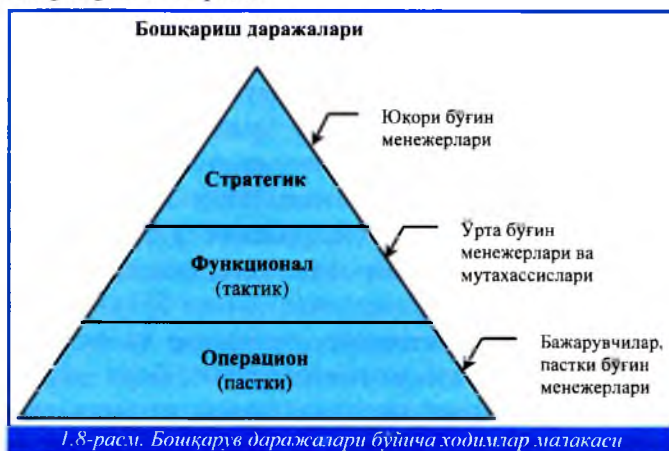 Бошқариш даражалари
Юкори бўғин
менежерлари
Стратегик
Ўрта бўғин
менежерлари ва
мутахассислари
Функционал
(тактик)
Бажарувчилар,
пастки бўғин
менежерлари
Операцион
(пастки)
1.8-расм. Бошқарув даражалари бўйича ходимлар малакаси